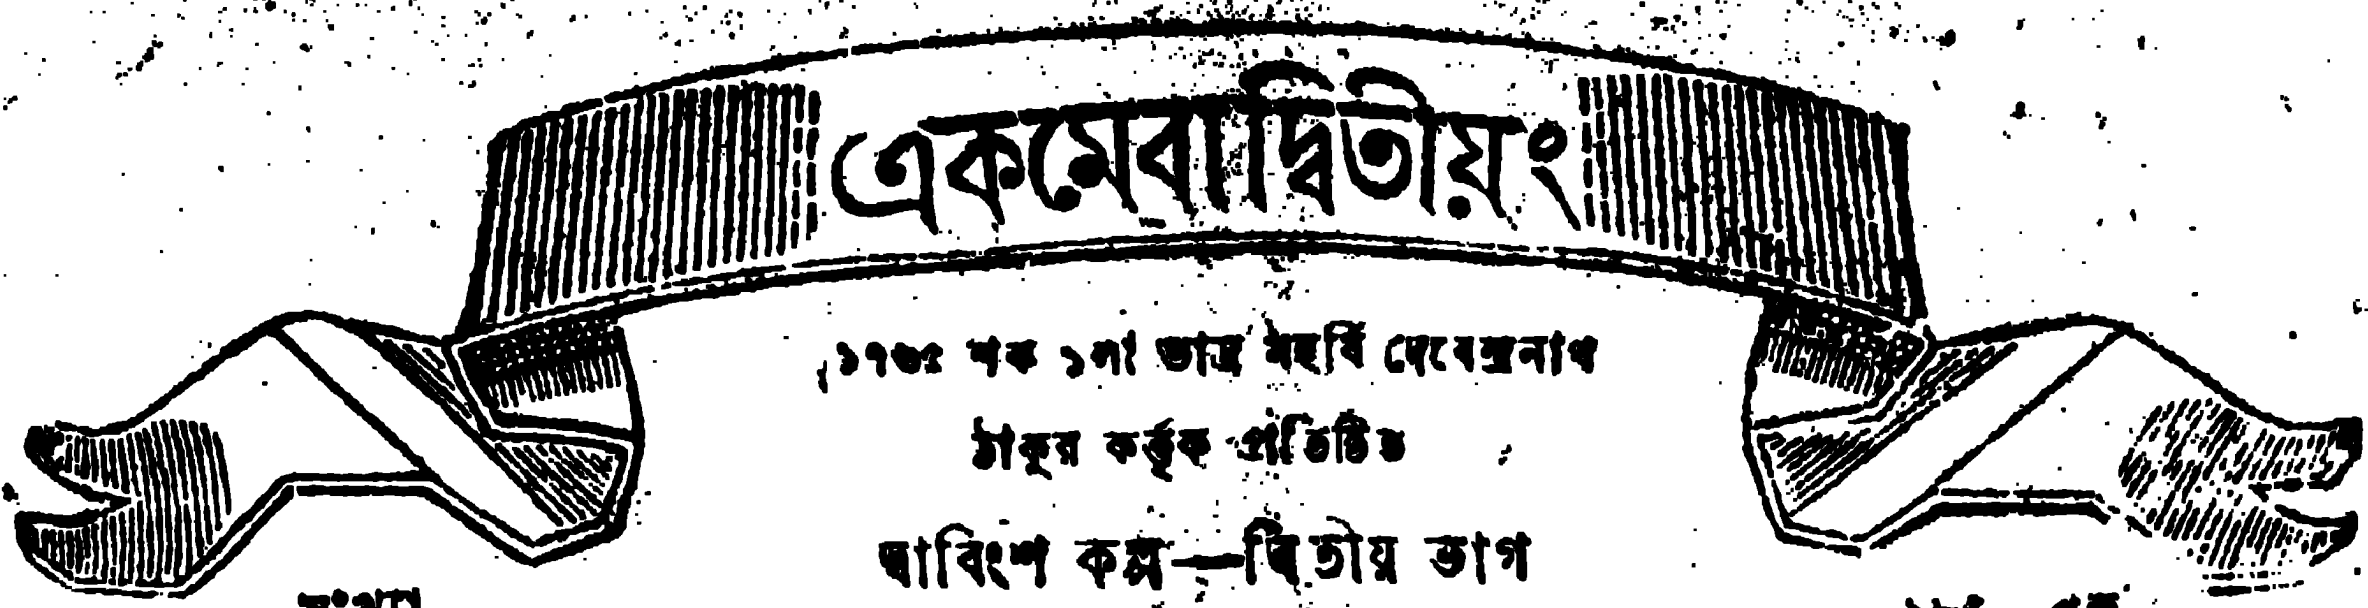 একমেবাদ্বিতীয়ং
১৭৬৫ শক ১লা ভাদ্র মহর্ষি দেবেন্দ্রনাথ
ঠাকুর কর্ত্তৃক প্রতিষ্ঠিত
দ্বাবিংশ কল্প—দ্বিতীয় ভাগ